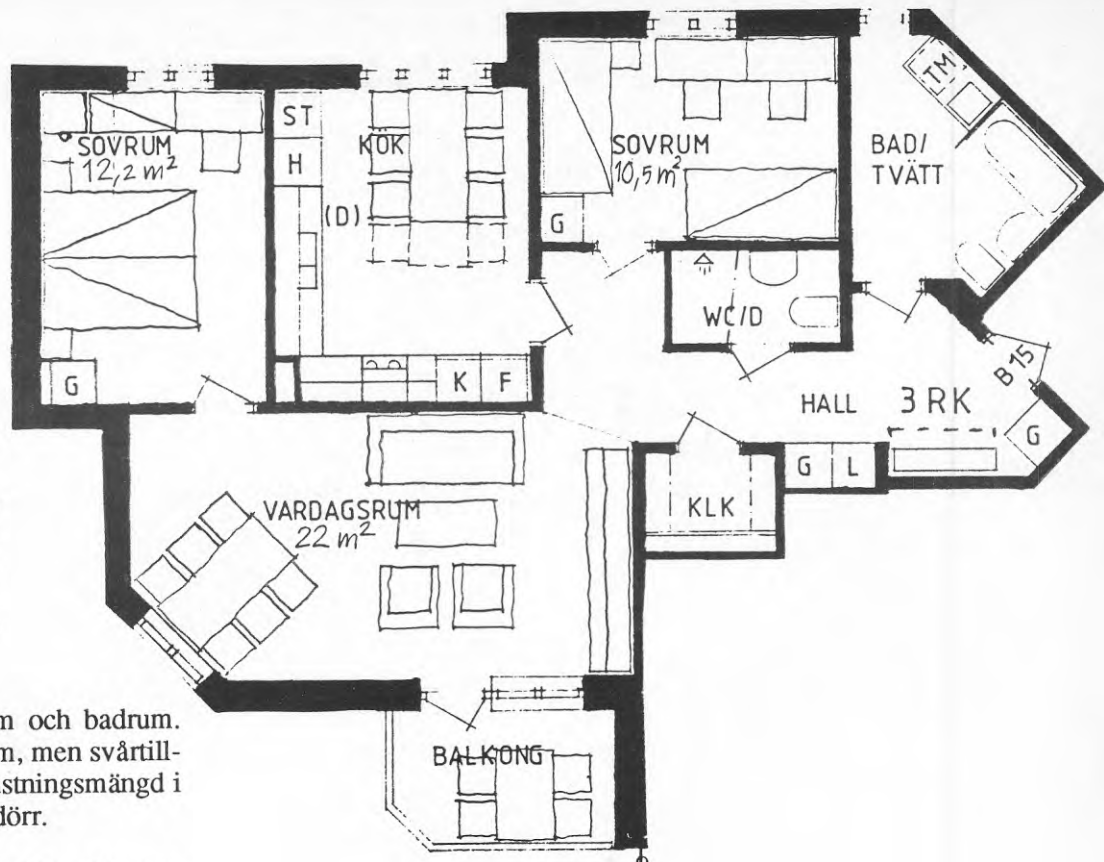 ST
H
KÖK
(D)
SOVRUM
12,2 m²
G
K
F
SOVRUM
10,5 m²
G
TM
BAD/
TVÄTT
WC/D
B 15
HALL
3 RK
G
G
L
KLK
VARDAGSRUM
22 m²
BALKONG
m och badrum.
m, men svårtill-
stningsmängd i
dörr.